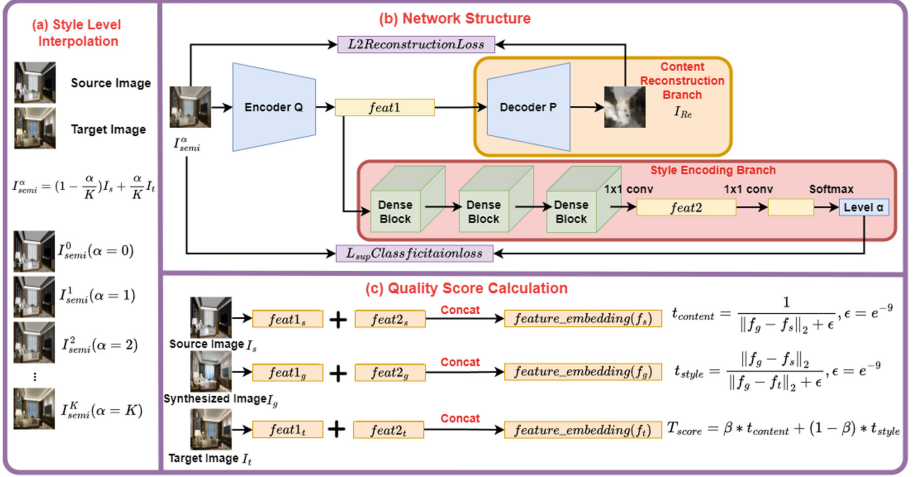 (a) Style Level
Interpolation
Source Image
Target Image
I^α_semi = (1 − α/K)I_s + α/K I_t
I^0_semi(α = 0)
I^1_semi(α = 1)
I^2_semi(α = 2)
⋮
I^K_semi(α = K)
(b) Network Structure
L2ReconstructionLoss
Content
Reconstruction
Branch
Encoder Q
feat1
Decoder P
I_Re
I^α_semi
Style Encoding Branch
1x1 conv
1x1 conv
Softmax
Dense
Block
Dense
Block
Dense
Block
feat2
Level α
L_supClassficitaionloss
(c) Quality Score Calculation
feat1_s + feat2_s Concat feature_embedding(f_s)
t_content = 1 / (‖f_g − f_s‖_2 + ϵ), ϵ = e^−9
Source Image I_s
feat1_g + feat2_g Concat feature_embedding(f_g)
t_style = ‖f_g − f_s‖_2 / (‖f_g − f_t‖_2 + ϵ), ϵ = e^−9
Synthesized Image I_g
feat1_t + feat2_t Concat feature_embedding(f_t)
T_score = β * t_content + (1 − β) * t_style
Target Image I_t